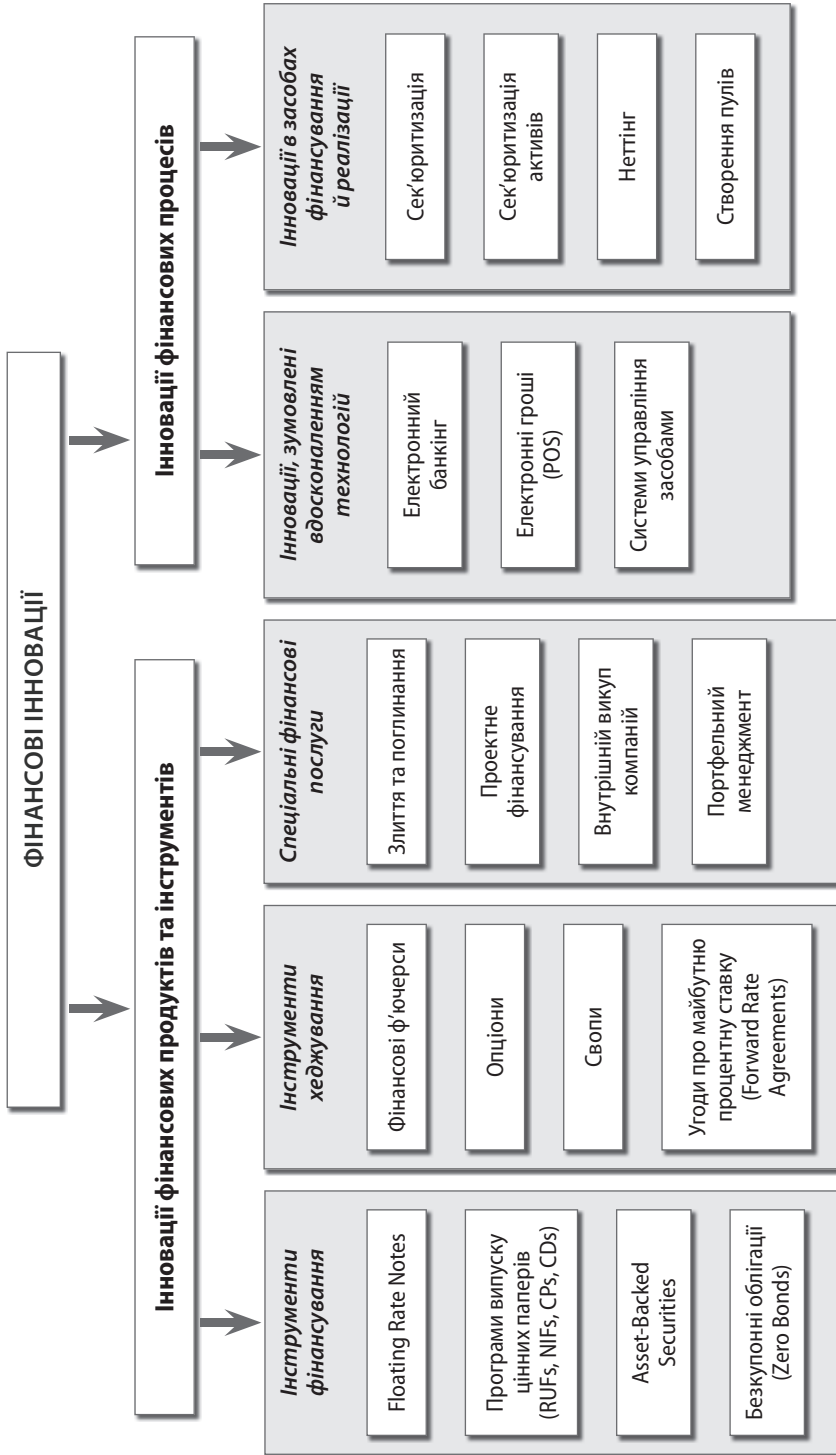 ФІНАНСОВІ ІННОВАЦІЇ
Інновації фінансових продуктів та інструментів
Інструменти
фінансування
Floating Rate Notes
Програми випуску
цінних паперів
(RUFs, NIFs, CPs, CDs)
Asset-Backed
Securities
Безкупонні облігації
(Zero Bonds)
Інструменти
хеджування
Фінансові ф’ючерси
Опціони
Свопи
Угоди про майбутню
процентну ставку
(Forward Rate
Agreements)
Спеціальні фінансові
послуги
Злиття та поглинання
Проектне
фінансування
Внутрішній викуп
компаній
Портфельний
менеджмент
Інновації фінансових процесів
Інновації, зумовлені
вдосконаленням
технологій
Електронний
банкінг
Електронні гроші
(POS)
Системи управління
засобами
Інновації в засобах
фінансування
й реалізації
Сек’юритизація
Сек’юритизація
активів
Неттінг
Створення пулів